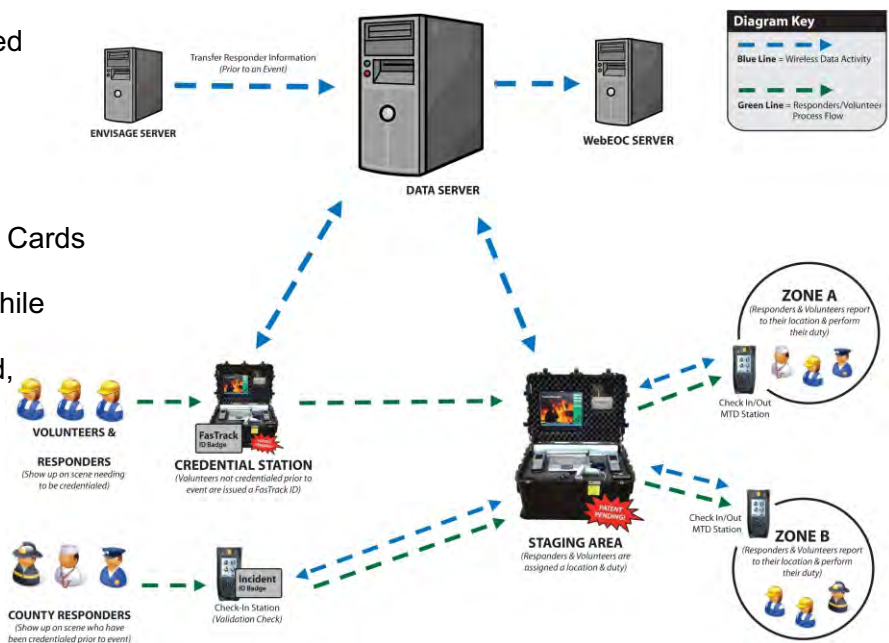 ed
Cards
hile
d,
Transfer Responder Information
(Prior to an Event)
ENVISAGE SERVER
DATA SERVER
WebEOC SERVER
Diagram Key
Blue Line = Wireless Data Activity
Green Line = Responders/Volunteer
Process Flow
VOLUNTEERS &
RESPONDERS
(Show up on scene needing
to be credentialed)
FasTrack
ID Badge
PATENT
PENDING!
CREDENTIAL STATION
(Valunteers not credentialed prior to
event are issued a FasTrack ID)
PATENT
PENDING!
STAGING AREA
(Responders & Volunteers are
assigned a location & duty)
ZONE A
(Responders & Volunteers report
to their location & perform
their duty)
Check In/Out
MTD Station
Check In/Out
MTD Station
ZONE B
(Responders & Volunteers report
to their location & perform
their duty)
COUNTY RESPONDERS
(Show up on scene who have
been credentialed prior to event)
Incident
ID Badge
Check-In Station
(Validation Check)